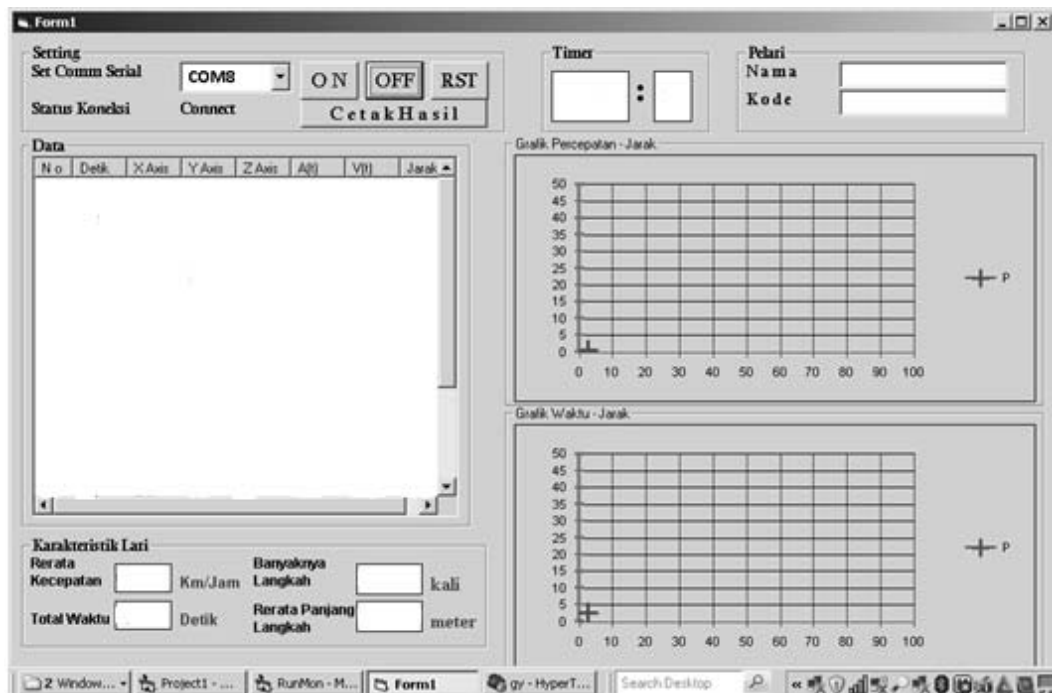 Form1
Setting
Set Comm Serial
COM8
ON
OFF
RST
Status Koneksi
Connect
CetakHasil
Timer
:
Pelari
Nama
Kode
Data
No
Detik
X Axis
Y Axis
Z Axis
A(t)
V(t)
Jarak
Grafik Percepatan - Jarak
50
45
40
35
30
25
20
15
10
5
0
0 10 20 30 40 50 60 70 80 90 100
P
Grafik Waktu - Jarak
50
45
40
35
30
25
20
15
10
5
0
0 10 20 30 40 50 60 70 80 90 100
P
Karakteristik Lari
Rerata
Kecepatan
Km/Jam
Banyaknya
Langkah
kali
Total Waktu
Detik
Rerata Panjang
Langkah
meter
2 Window...
Project1 - ...
RunMon - M...
Form1
gy - HyperT...
Search Desktop